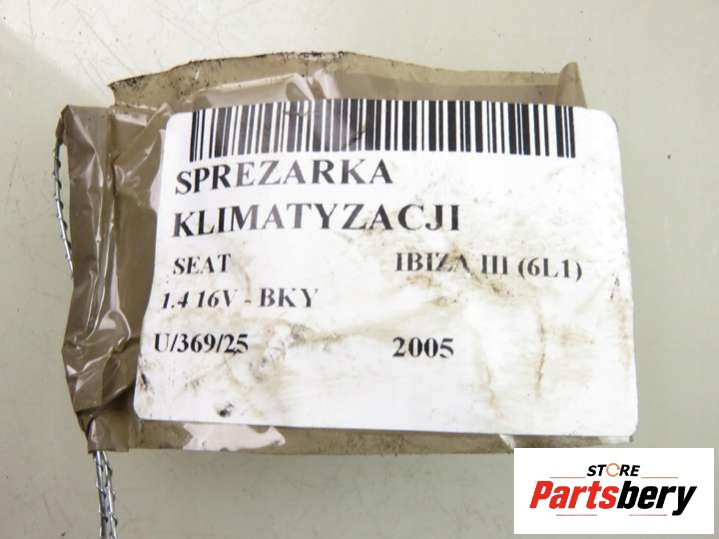 SPREZARKA
KLIMATYZACJI
SEAT IBIZA III (6L1)
1.4 16V - BKY
U/369/25 2005
STORE
Partsbery